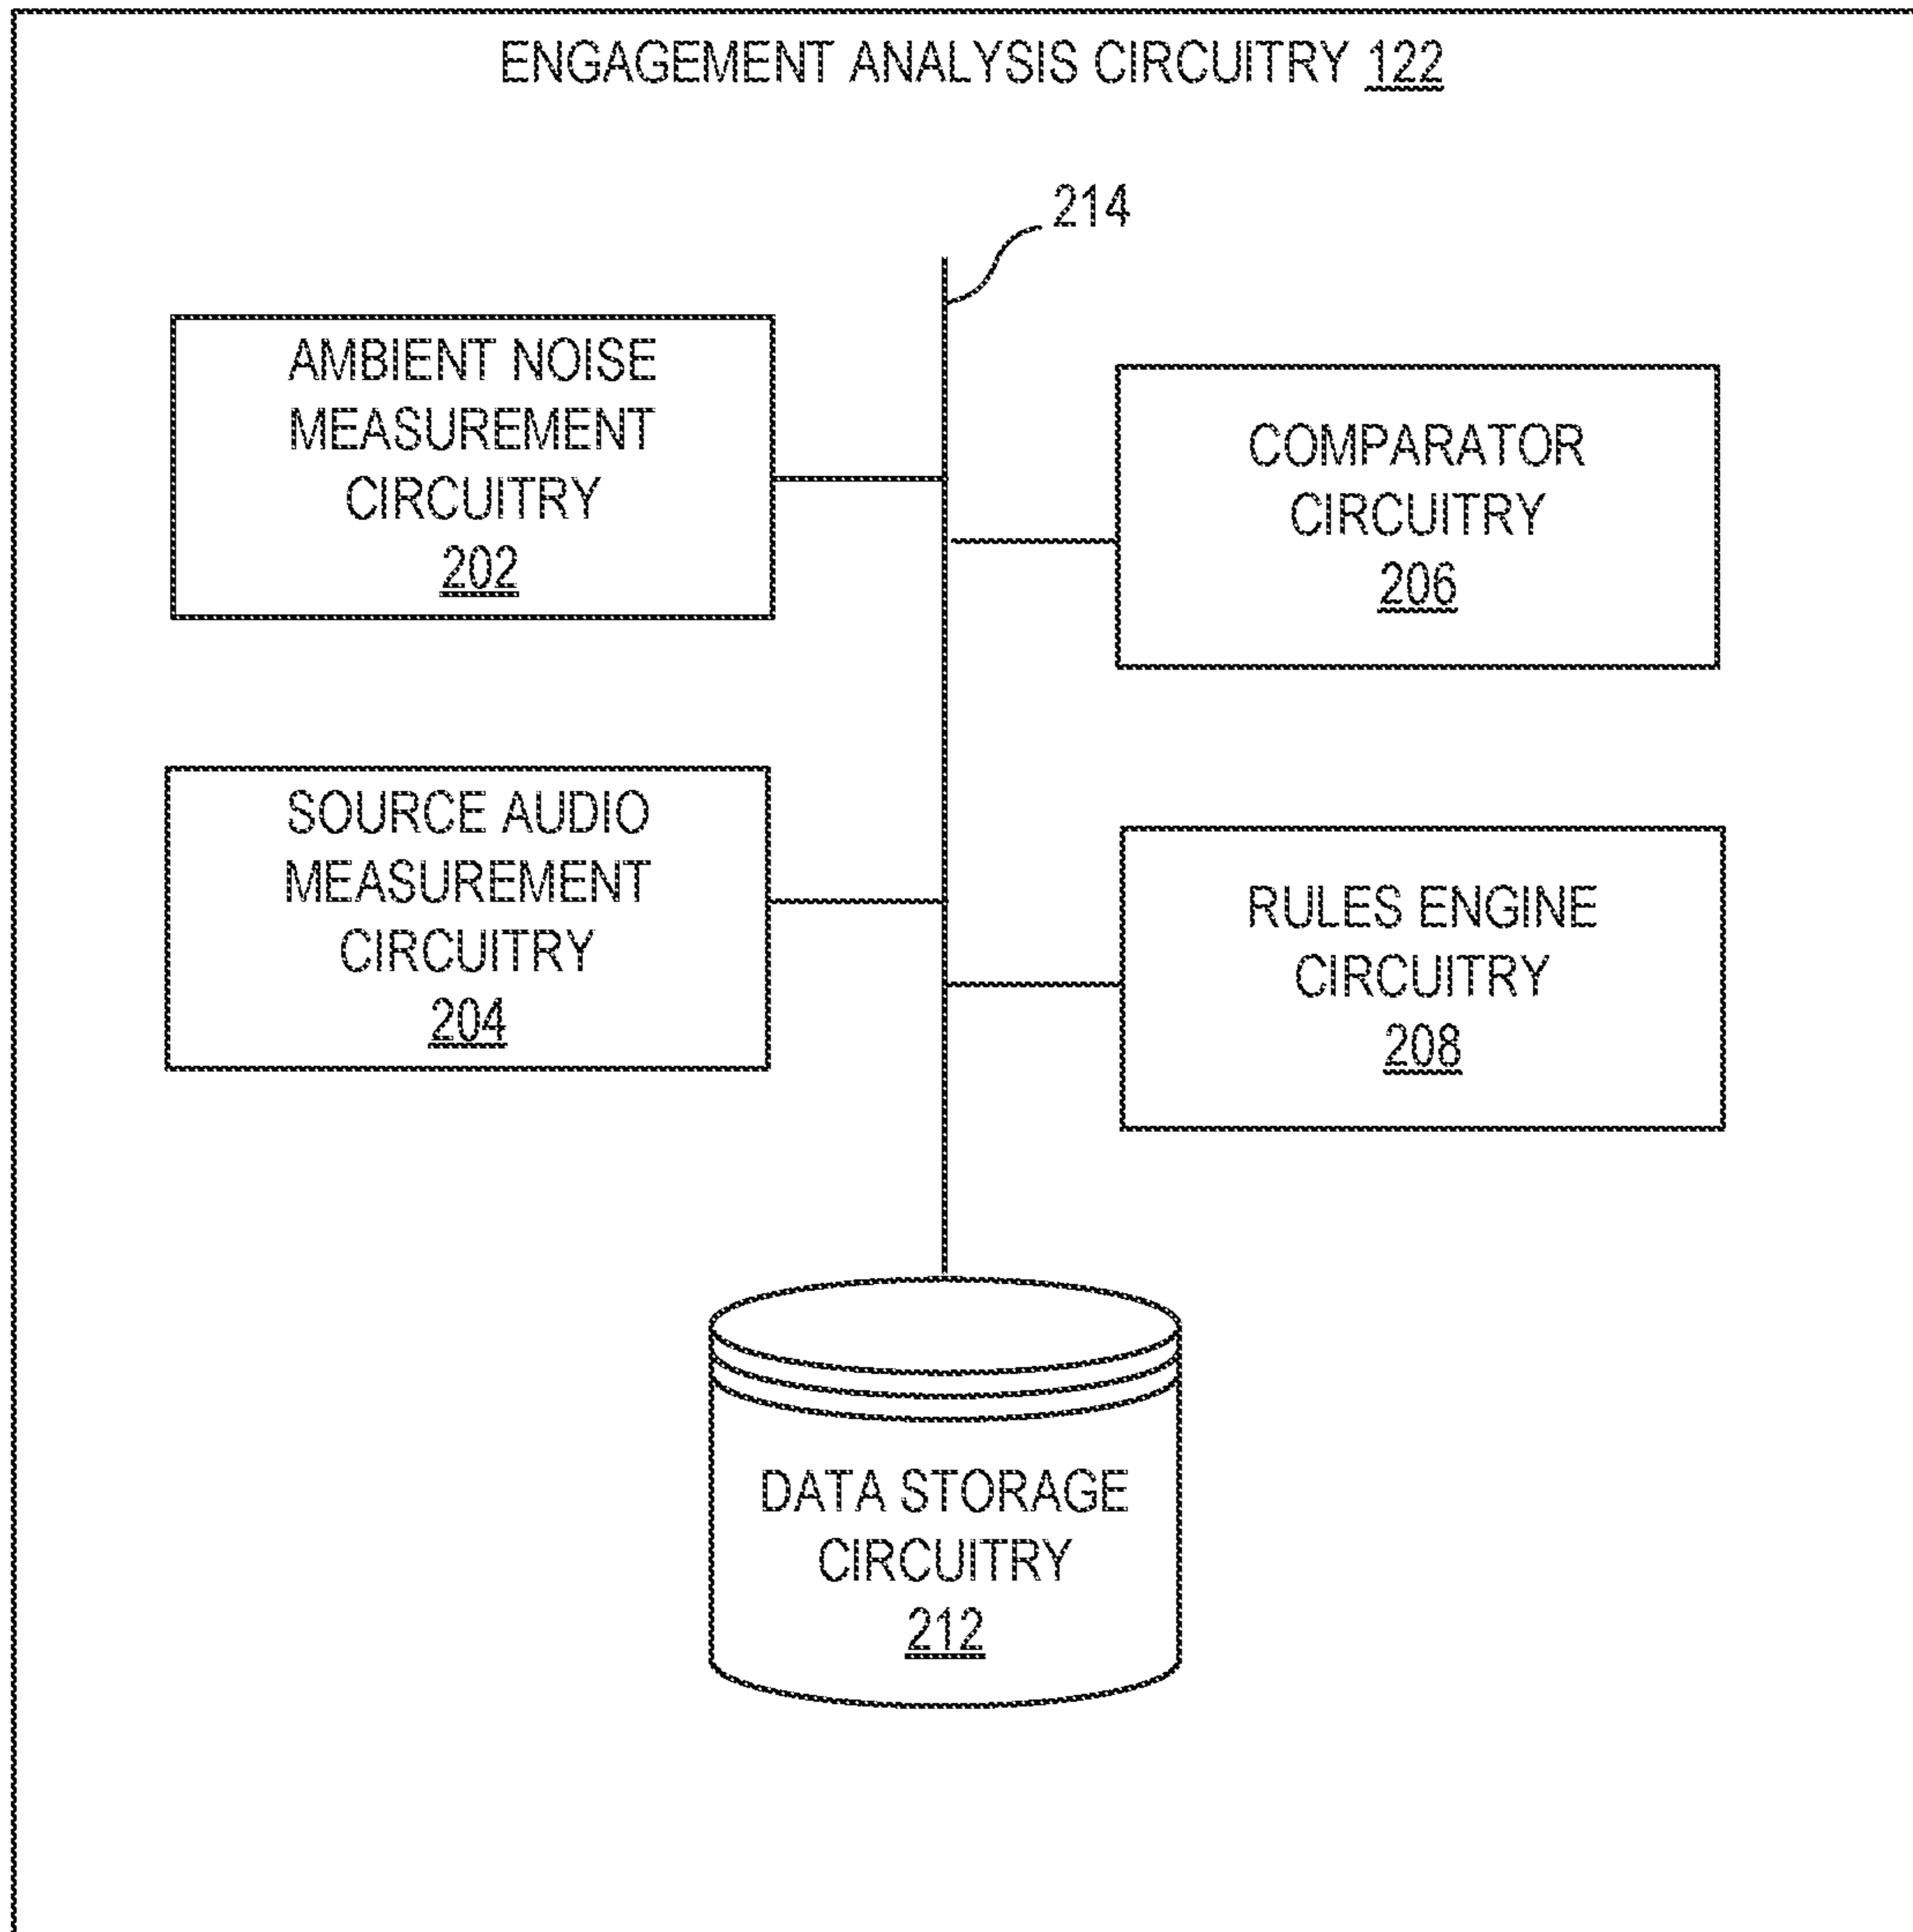 ENGAGEMENT ANALYSIS CIRCUITRY 122
214
AMBIENT NOISE
MEASUREMENT
CIRCUITRY
202
COMPARATOR
CIRCUITRY
206
SOURCE AUDIO
MEASUREMENT
CIRCUITRY
204
RULES ENGINE
CIRCUITRY
208
DATA STORAGE
CIRCUITRY
212